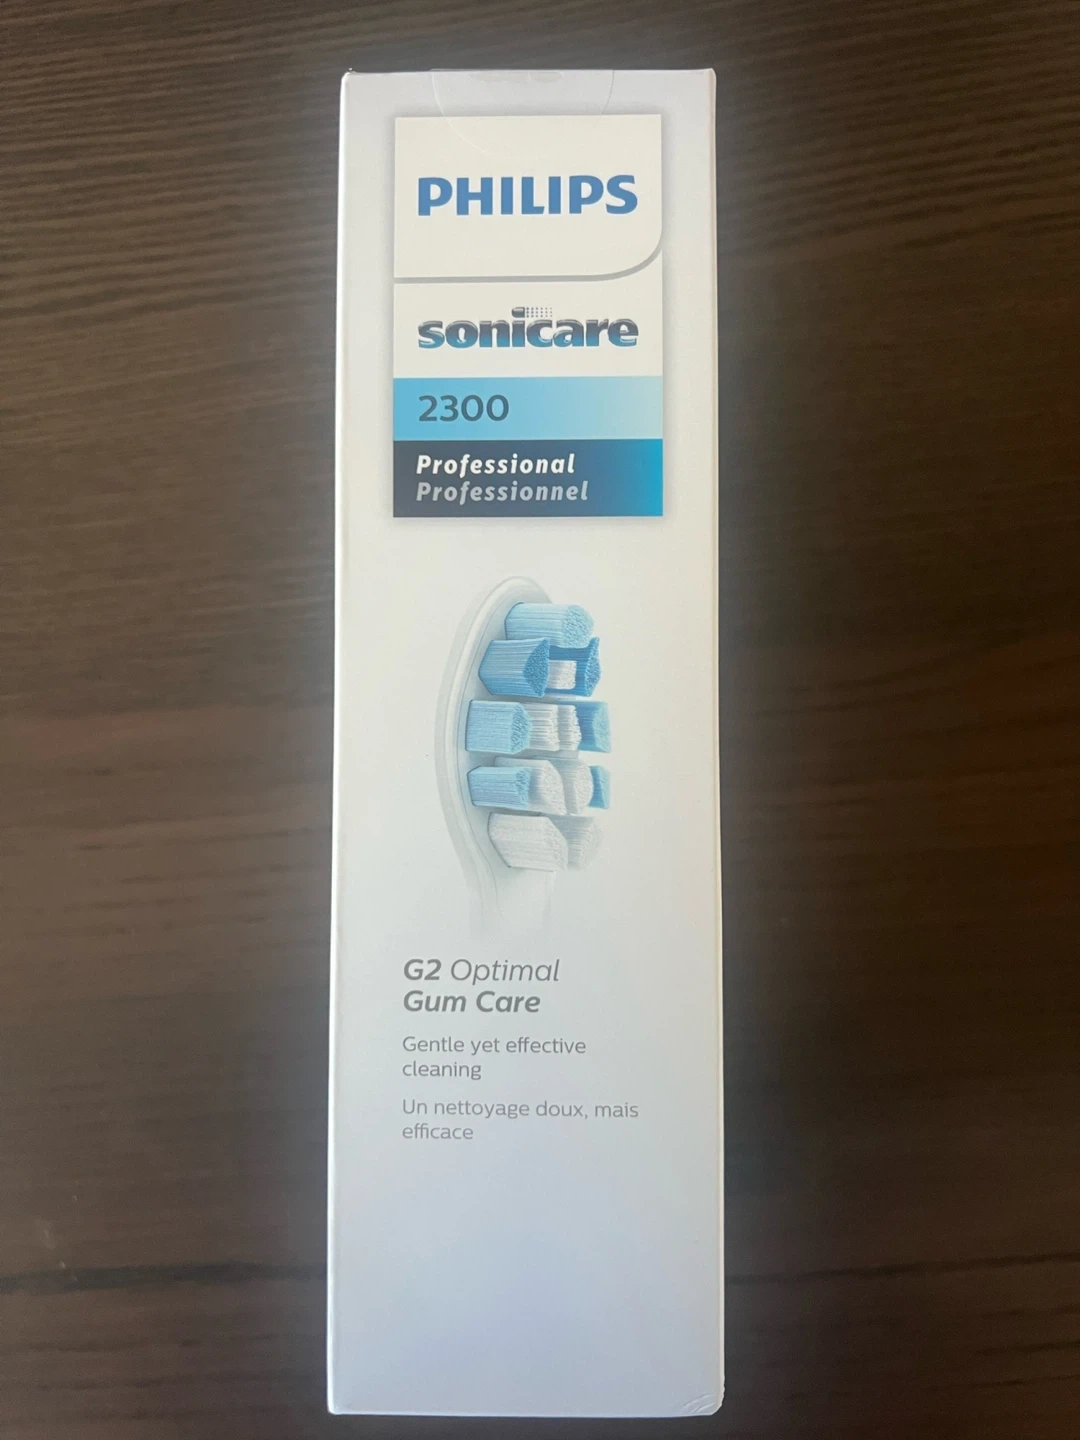 PHILIPS
sonicare
2300
Professional
Professionnel
G2 Optimal
Gum Care
Gentle yet effective
cleaning
Un nettoyage doux, mais
efficace